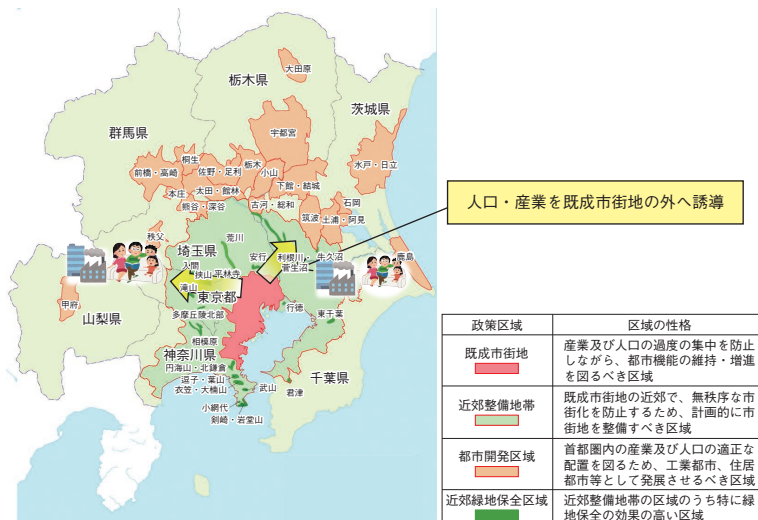 栃木県
大田原
茨城県
群馬県
宇都宮
水戸・日立
桐生
栃木
前橋・高崎
佐野・足利
小山
下館・結城
本庄
太田・館林
熊谷・深谷
古河・総和
石岡
筑波
土浦・阿見
秩父
荒川
埼玉県
安行
利根川
菅生沼
牛久沼
鹿島
入間
狭山
平林寺
滝山
東京都
甲府
山梨県
多摩丘陵北部
行徳
東千葉
相模原
神奈川県
円海山・北鎌倉
逗子・葉山
衣笠・大楠山
武山
千葉県
君津
小網代
剣崎・岩堂山
人口・産業を既成市街地の外へ誘導
政策区域 区域の性格
既成市街地
産業及び人口の過度の集中を防止
しながら、都市機能の維持・増進
を図るべき区域
近郊整備地帯
既成市街地の近郊で、無秩序な市
街化を防止するため、計画的に市
街地を整備すべき区域
都市開発区域
首都圏内の産業及び人口の適正な
配置を図るため、工業都市、住居
都市等として発展させるべき区域
近郊緑地保全区域
近郊整備地帯の区域のうち特に緑
地保全の効果の高い区域